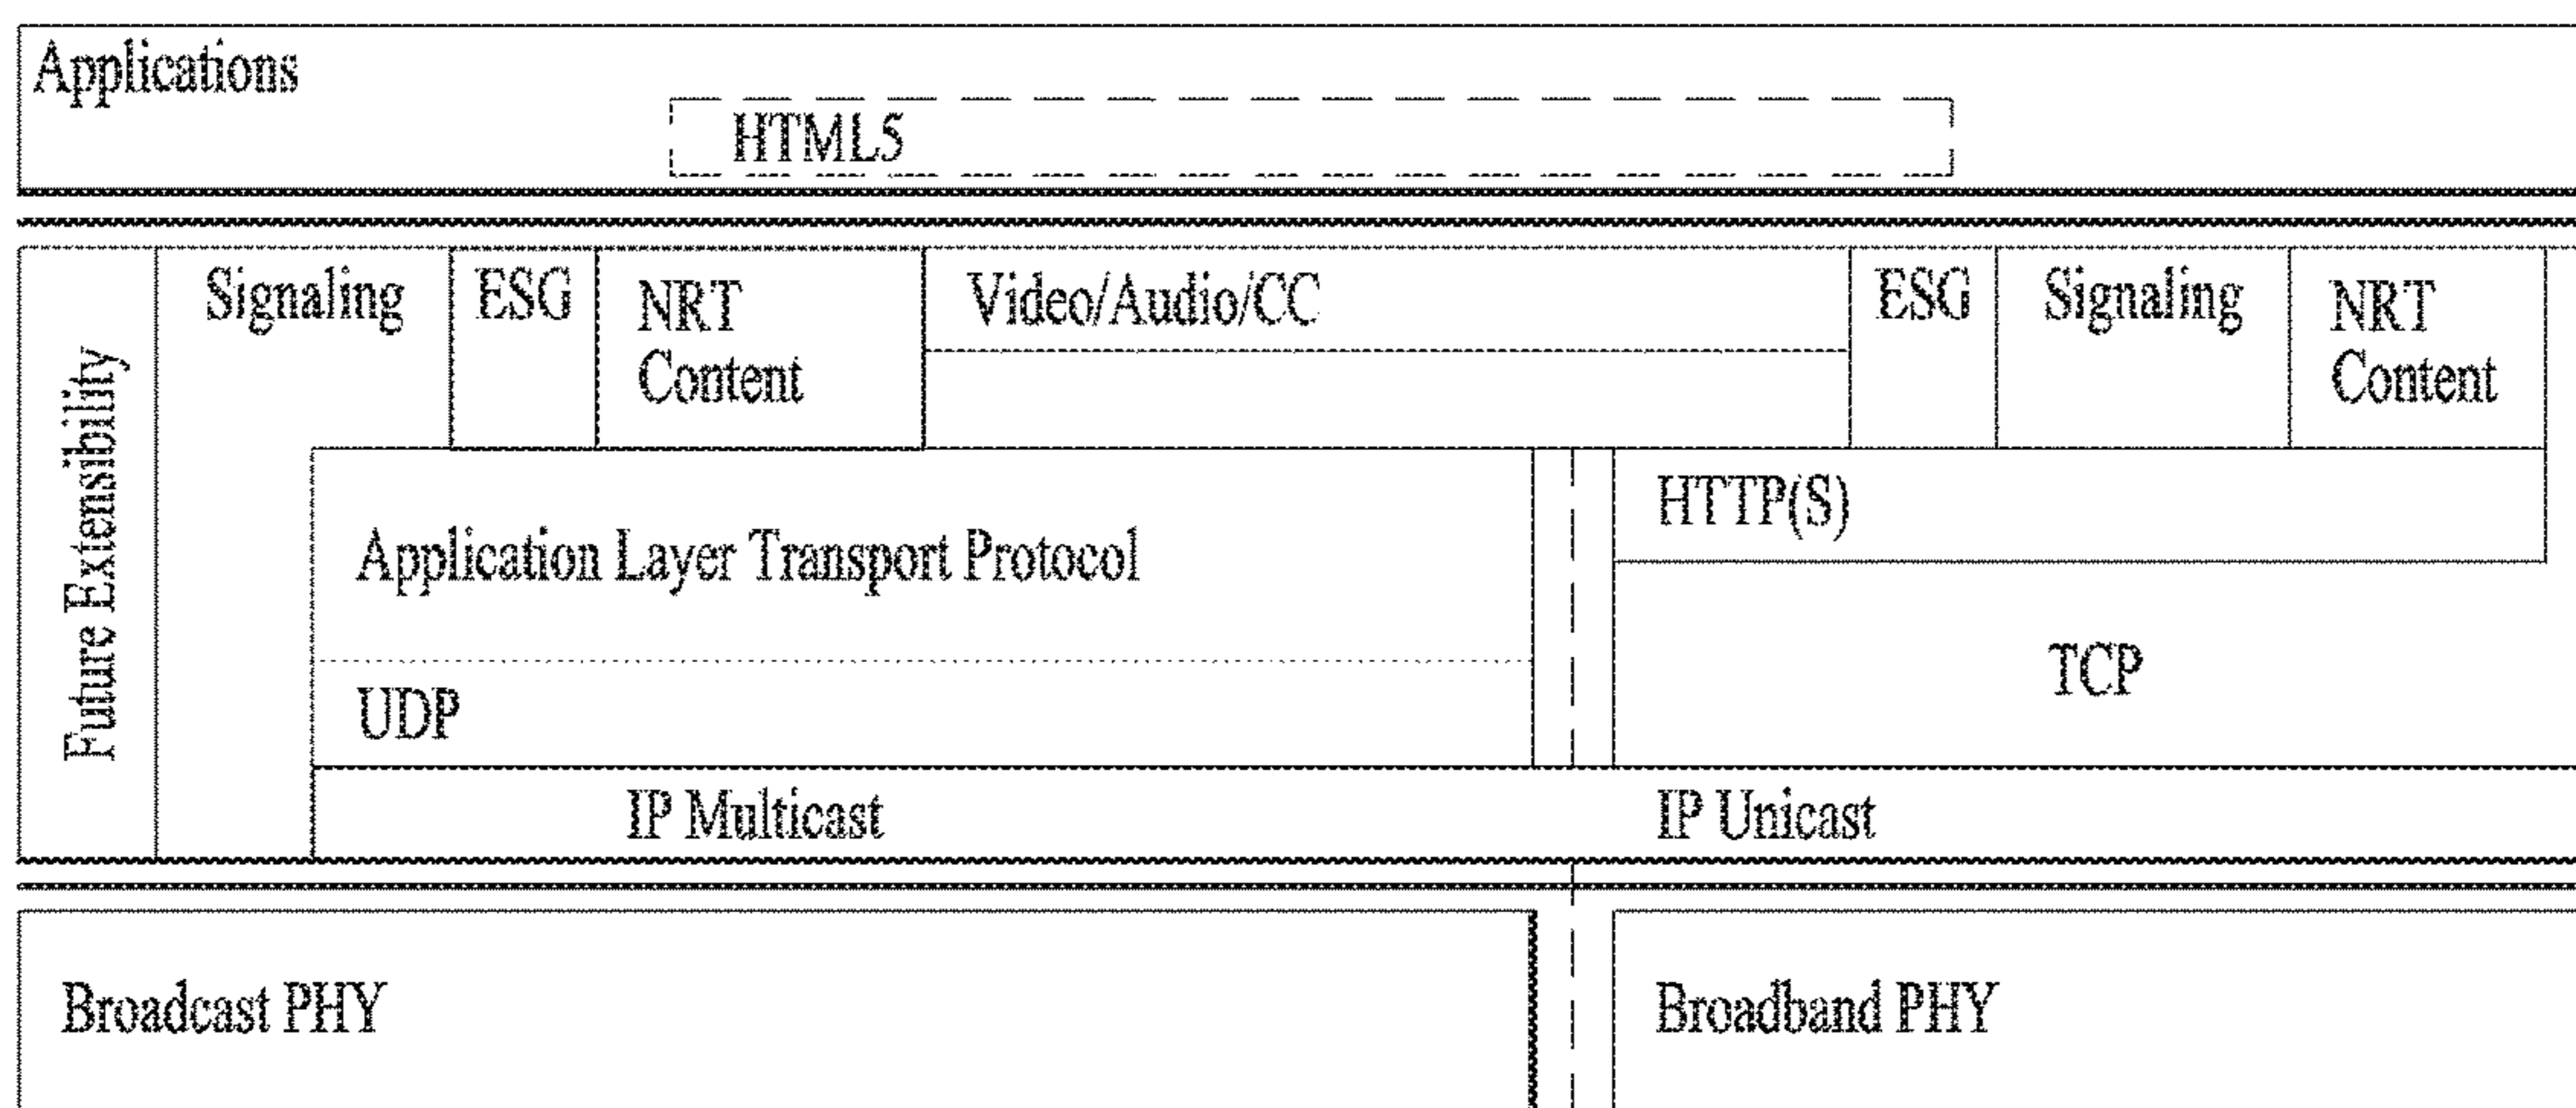 Applications
HTML5
Future Extensibility
Signaling
ESG
NRT
Content
Video/Audio/CC
ESG
Signaling
NRT
Content
Application Layer Transport Protocol
HTTP(S)
UDP
TCP
IP Multicast
IP Unicast
Broadcast PHY
Broadband PHY